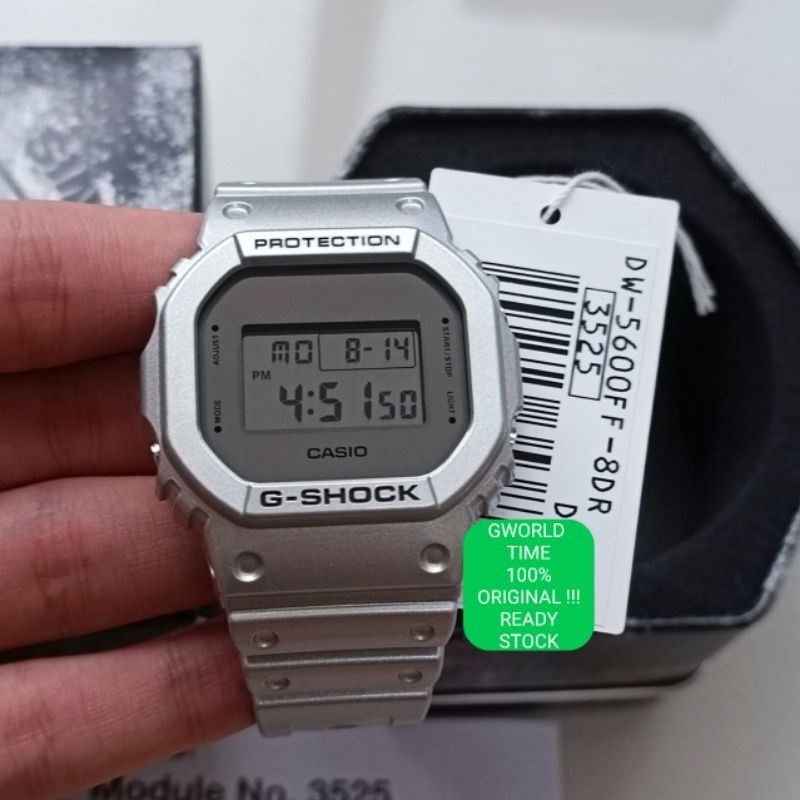 PROTECTION
ADJUST
START/STOP
MO 8-14
PM
4:51 50
MODE
LIGHT
CASIO
G-SHOCK
DW-5600FF-8DR
3525
GWORLD
TIME
100%
ORIGINAL !!!
READY
STOCK
Module No. 3525